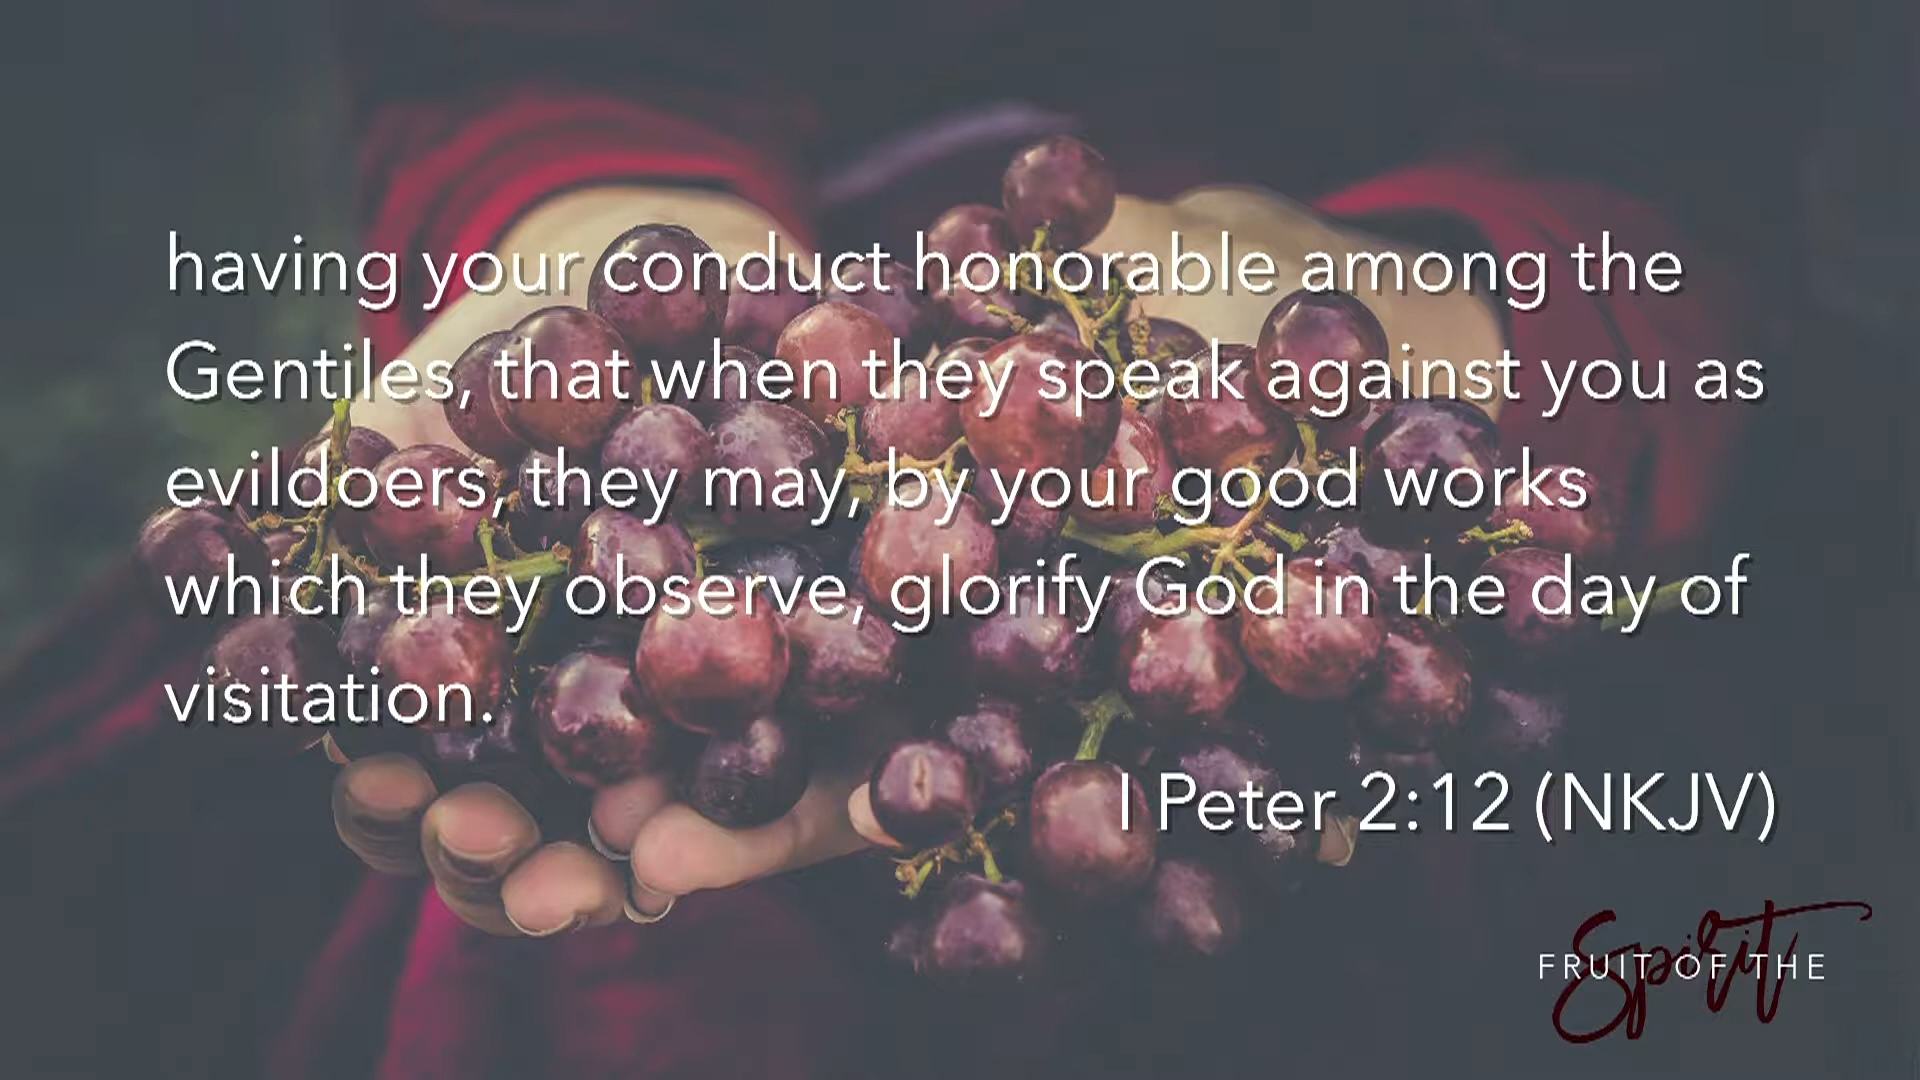 having your conduct honorable among the
Gentiles, that when they speak against you as
evildoers, they may, by your good works
which they observe, glorify God in the day of
visitation.
I Peter 2:12 (NKJV)
FRUIT OF THE
Spirit